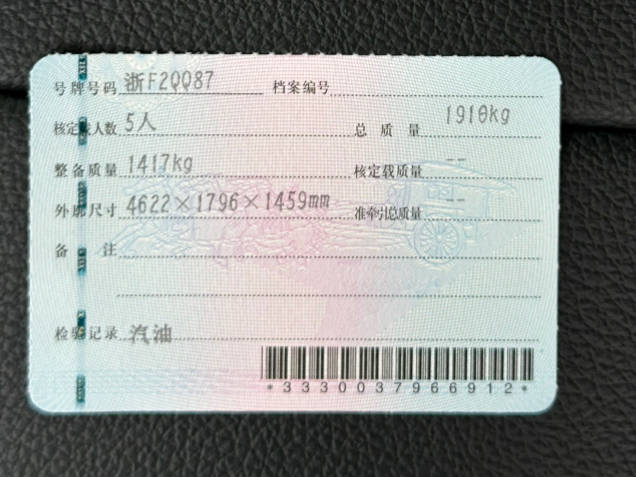 号牌号码 浙F20087 档案编号
核定载人数 5人 总质量 1910kg
整备质量 1417kg 核定载质量 --
外廓尺寸 4622×1796×1459mm 准牵引总质量 --
备注
检验记录 汽油
*3330037966912*